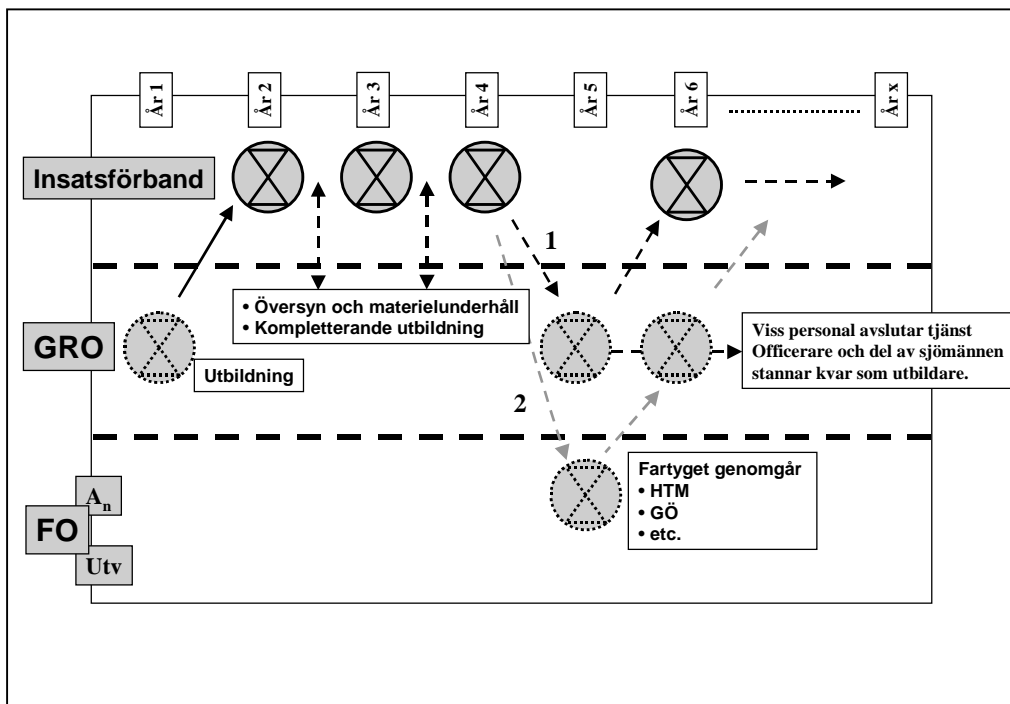 År 1
År 2
År 3
År 4
År 5
År 6
År x
Insatsförband
1
• Översyn och materielunderhåll
• Kompletterande utbildning
GRO
Utbildning
Viss personal avslutar tjänst
Officerare och del av sjömännen
stannar kvar som utbildare.
2
Fartyget genomgår
• HTM
• GÖ
• etc.
An
FO
Utv